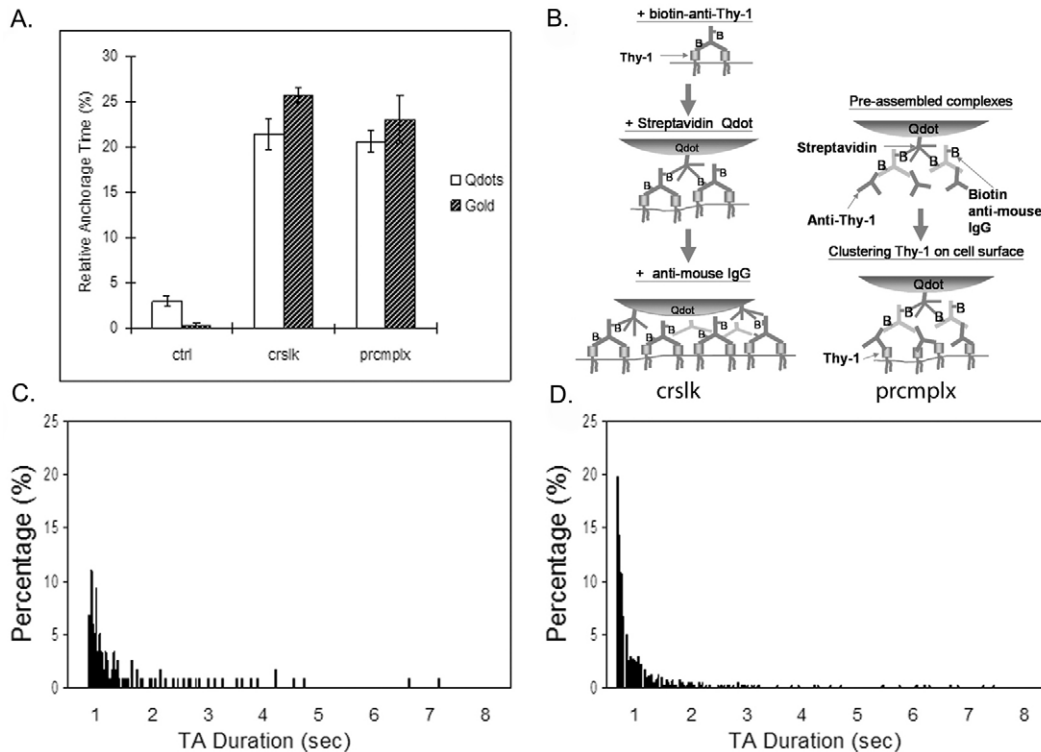 A.
30
25
20
15
10
5
0
Relative Anchorage Time (%)
ctrl
crslk
prcmplx
Qdots
Gold
B.
+ biotin-anti-Thy-1
B
B
Thy-1
+ Streptavidin Qdot
Qdot
B
B
B
B
+ anti-mouse IgG
Qdot
B
B
B
B
B
B
B
B
crslk
Pre-assembled complexes
Qdot
Streptavidin
B
B
B
B
Anti-Thy-1
Biotin
anti-mouse
IgG
Clustering Thy-1 on cell surface
Qdot
B
B
B
B
Thy-1
prcmplx
C.
25
20
15
10
5
0
Percentage (%)
1 2 3 4 5 6 7 8
TA Duration (sec)
D.
25
20
15
10
5
0
Percentage (%)
1 2 3 4 5 6 7 8
TA Duration (sec)